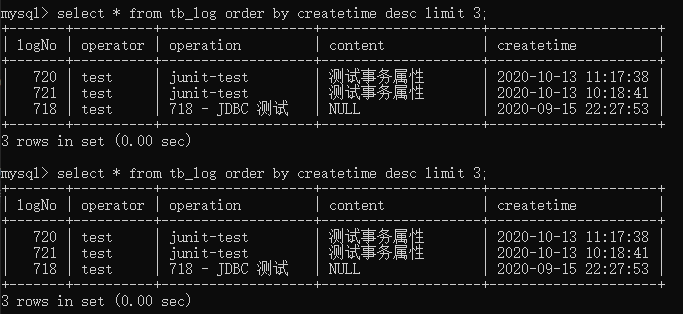 mysql> select * from tb_log order by createtime desc limit 3;
+-------+----------+----------------+--------------+---------------------+
| logNo | operator | operation | content | createtime |
+-------+----------+----------------+--------------+---------------------+
| 720 | test | junit-test | 测试事务属性 | 2020-10-13 11:17:38 |
| 721 | test | junit-test | 测试事务属性 | 2020-10-13 10:18:41 |
| 718 | test | 718 - JDBC 测试 | NULL | 2020-09-15 22:27:53 |
+-------+----------+----------------+--------------+---------------------+
3 rows in set (0.00 sec)
mysql> select * from tb_log order by createtime desc limit 3;
+-------+----------+----------------+--------------+---------------------+
| logNo | operator | operation | content | createtime |
+-------+----------+----------------+--------------+---------------------+
| 720 | test | junit-test | 测试事务属性 | 2020-10-13 11:17:38 |
| 721 | test | junit-test | 测试事务属性 | 2020-10-13 10:18:41 |
| 718 | test | 718 - JDBC 测试 | NULL | 2020-09-15 22:27:53 |
+-------+----------+----------------+--------------+---------------------+
3 rows in set (0.00 sec)